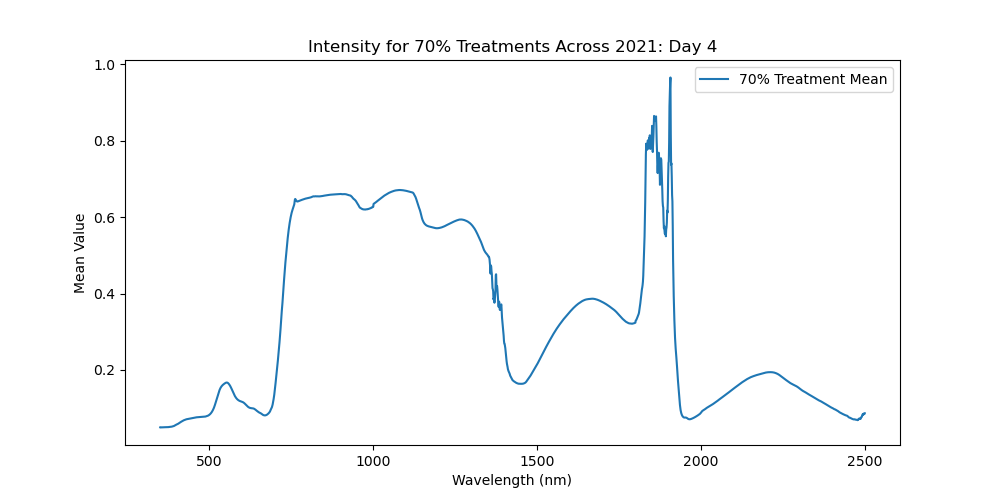 Intensity for 70% Treatments Across 2021: Day 4
70% Treatment Mean
Mean Value
1.0
0.8
0.6
0.4
0.2
500 1000 1500 2000 2500
Wavelength (nm)